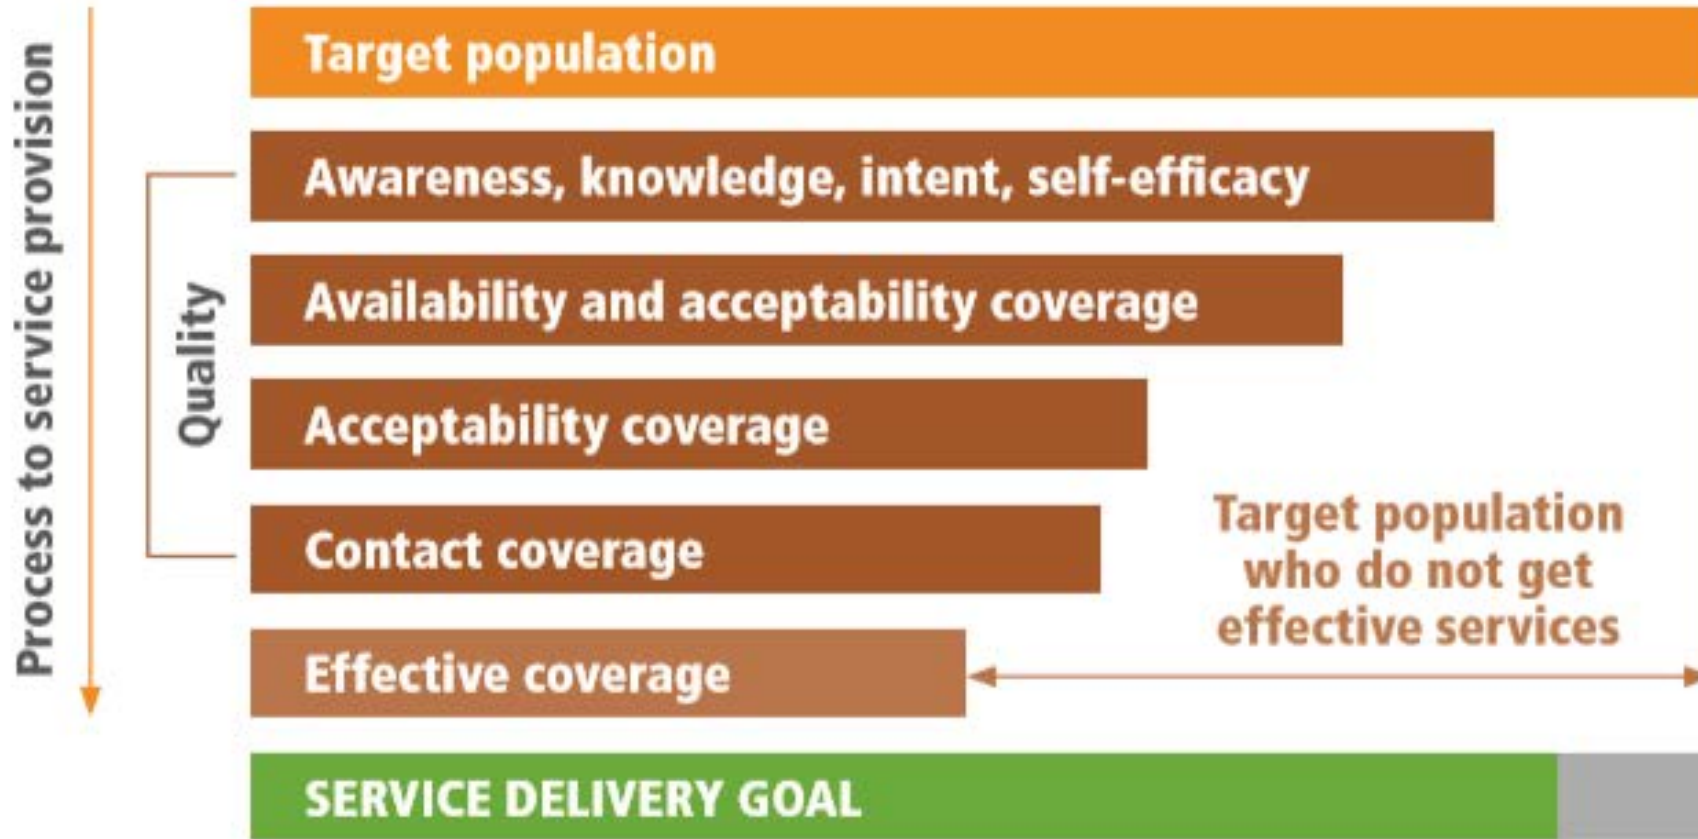 Process to service provision
Quality
Target population
Awareness, knowledge, intent, self-efficacy
Availability and acceptability coverage
Acceptability coverage
Contact coverage
Target population
who do not get
effective services
Effective coverage
SERVICE DELIVERY GOAL